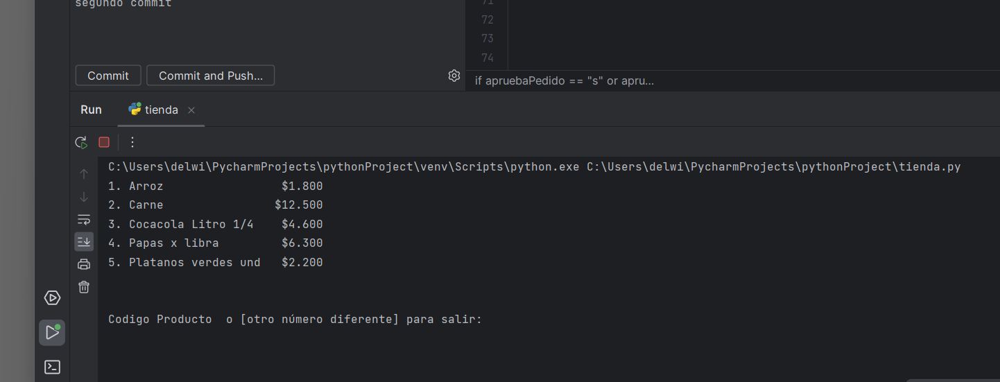 segundo commit
71
72
73
74
Commit
Commit and Push...
if apruebaPedido == "s" or apru...
Run
tienda
C:\Users\delwi\PycharmProjects\pythonProject\venv\Scripts\python.exe C:\Users\delwi\PycharmProjects\pythonProject\tienda.py
1. Arroz                 $1.800
2. Carne                $12.500
3. Cocacola Litro 1/4    $4.600
4. Papas x libra         $6.300
5. Platanos verdes und   $2.200
Codigo Producto  o [otro número diferente] para salir: